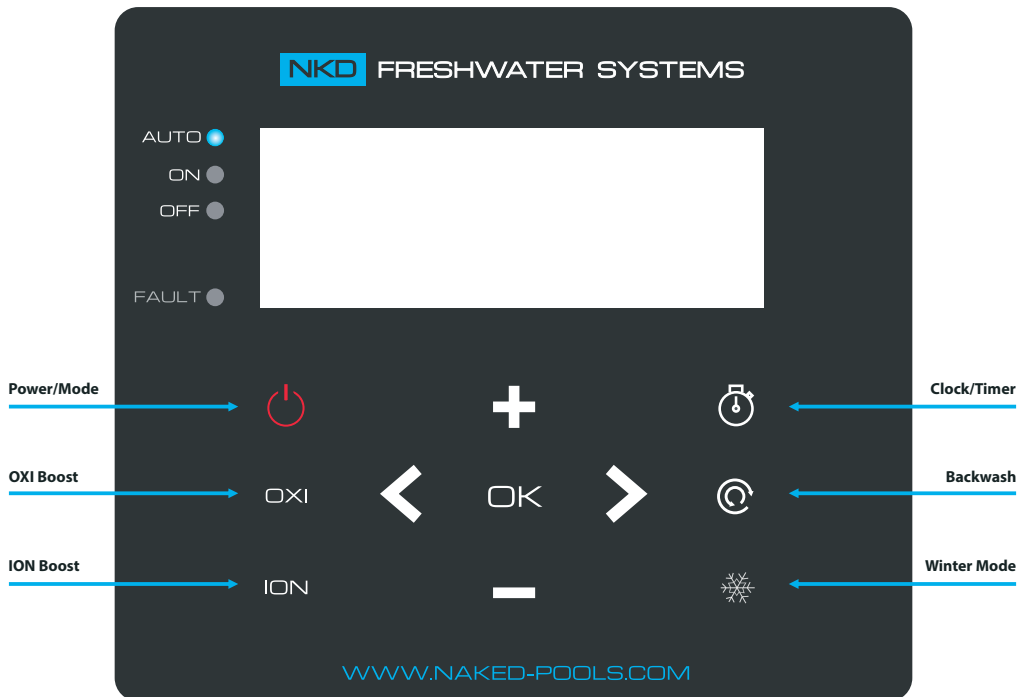 NKD FRESHWATER SYSTEMS
AUTO
ON
OFF
FAULT
Power/Mode
Clock/Timer
OXI Boost
OXI
OK
Backwash
ION Boost
ION
Winter Mode
WWW.NAKED-POOLS.COM